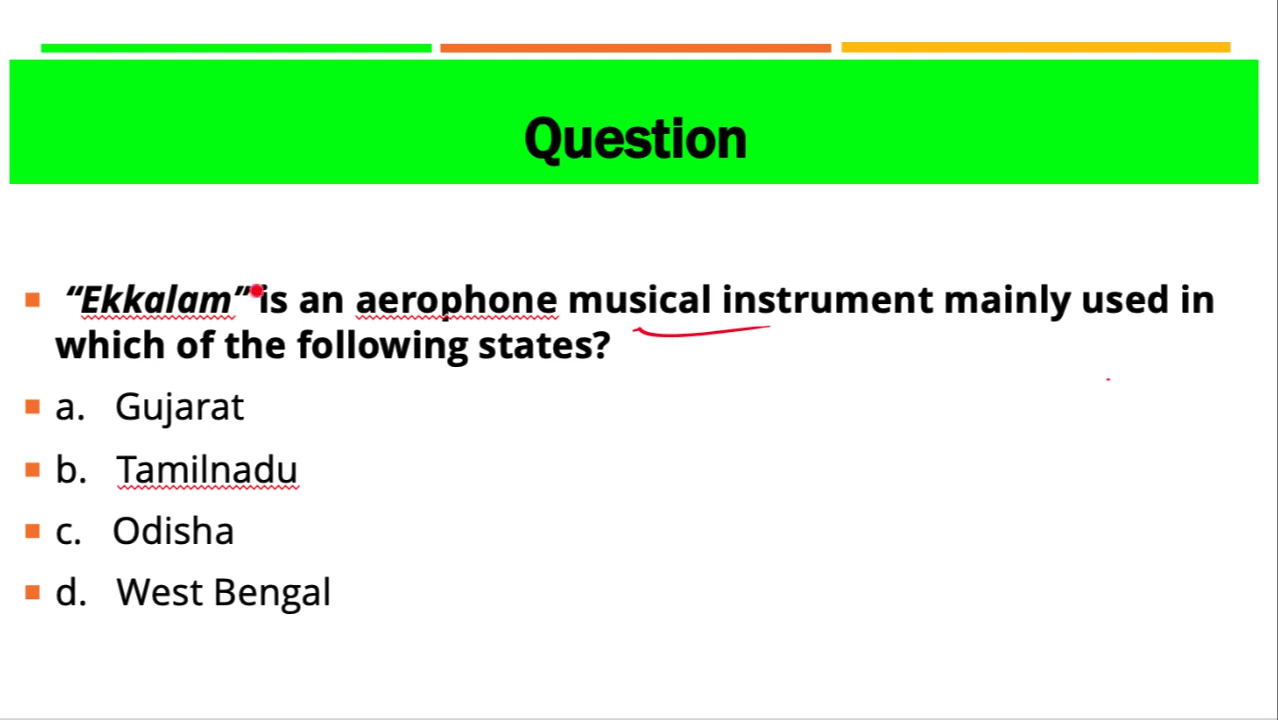 Question
“Ekkalam” is an aerophone musical instrument mainly used in
which of the following states?
a. Gujarat
b. Tamilnadu
c. Odisha
d. West Bengal